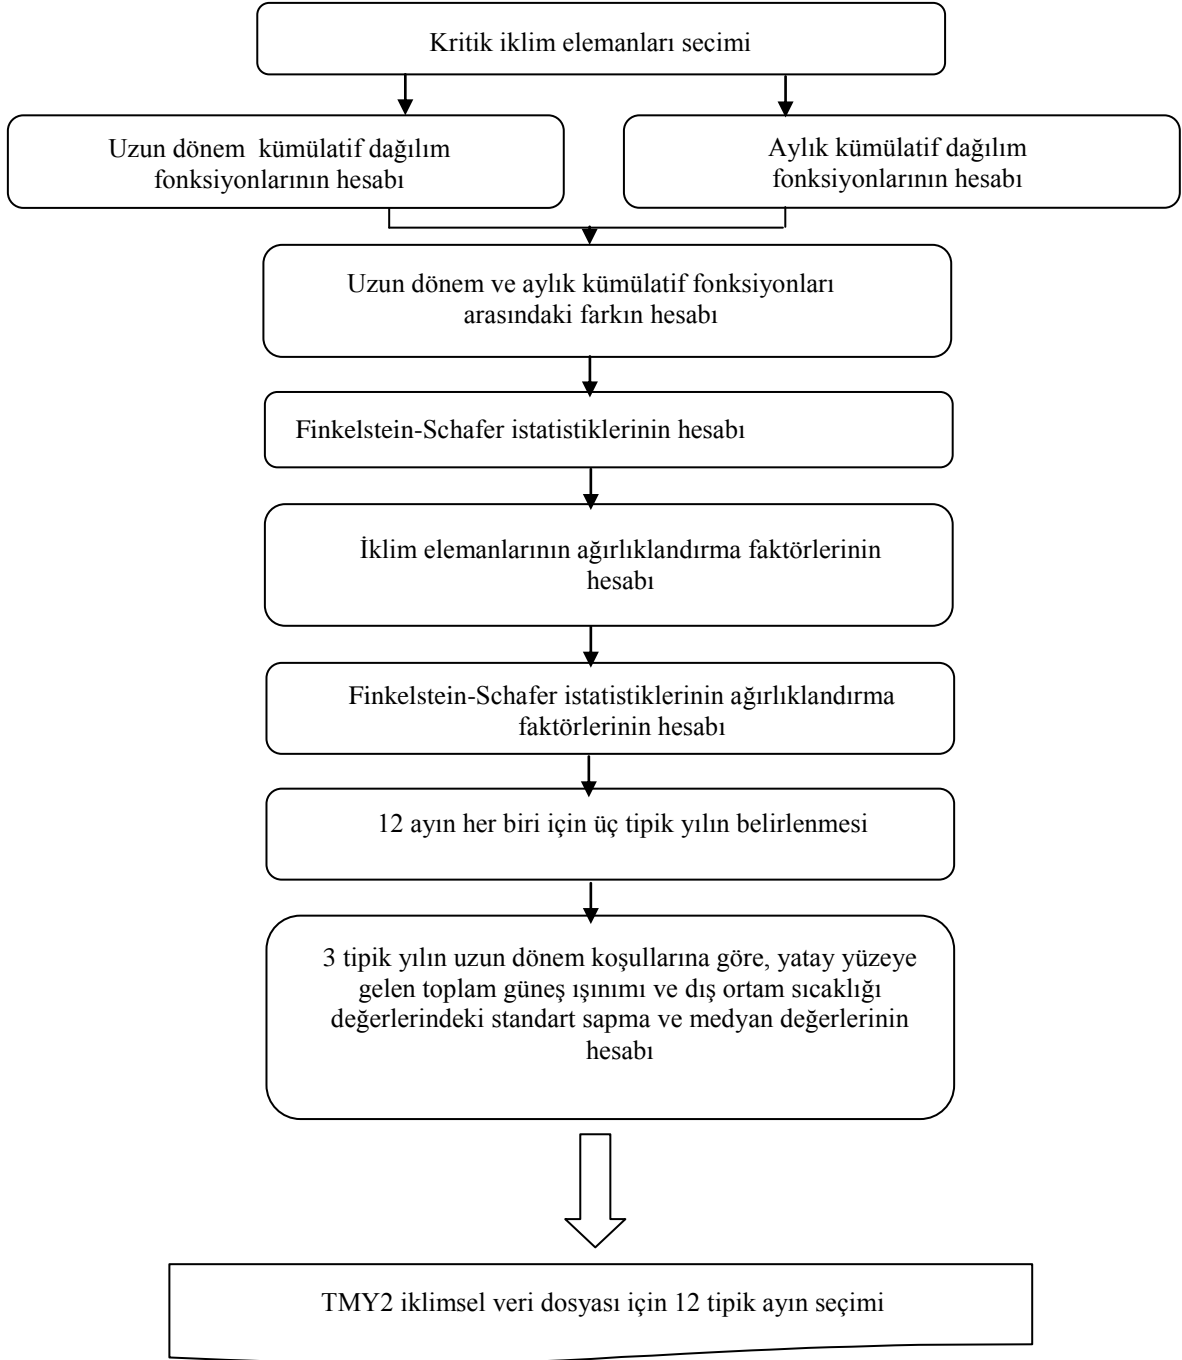 Kritik iklim elemanları secimi
Uzun dönem kümülatif dağılım
fonksiyonlarının hesabı
Aylık kümülatif dağılım
fonksiyonlarının hesabı
Uzun dönem ve aylık kümülatif fonksiyonları
arasındaki farkın hesabı
Finkelstein-Schafer istatistiklerinin hesabı
İklim elemanlarının ağırlıklandırma faktörlerinin
hesabı
Finkelstein-Schafer istatistiklerinin ağırlıklandırma
faktörlerinin hesabı
12 ayın her biri için üç tipik yılın belirlenmesi
3 tipik yılın uzun dönem koşullarına göre, yatay yüzeye
gelen toplam güneş ışınımı ve dış ortam sıcaklığı
değerlerindeki standart sapma ve medyan değerlerinin
hesabı
TMY2 iklimsel veri dosyası için 12 tipik ayın seçimi